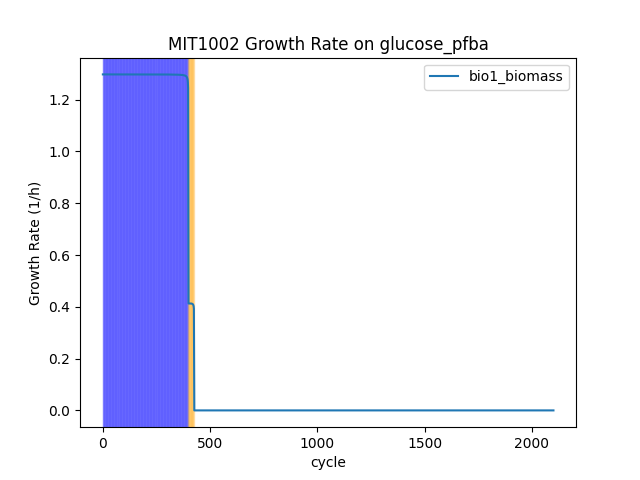 MIT1002 Growth Rate on glucose_pfba
bio1_biomass
Growth Rate (1/h)
1.2
1.0
0.8
0.6
0.4
0.2
0.0
0 500 1000 1500 2000
cycle